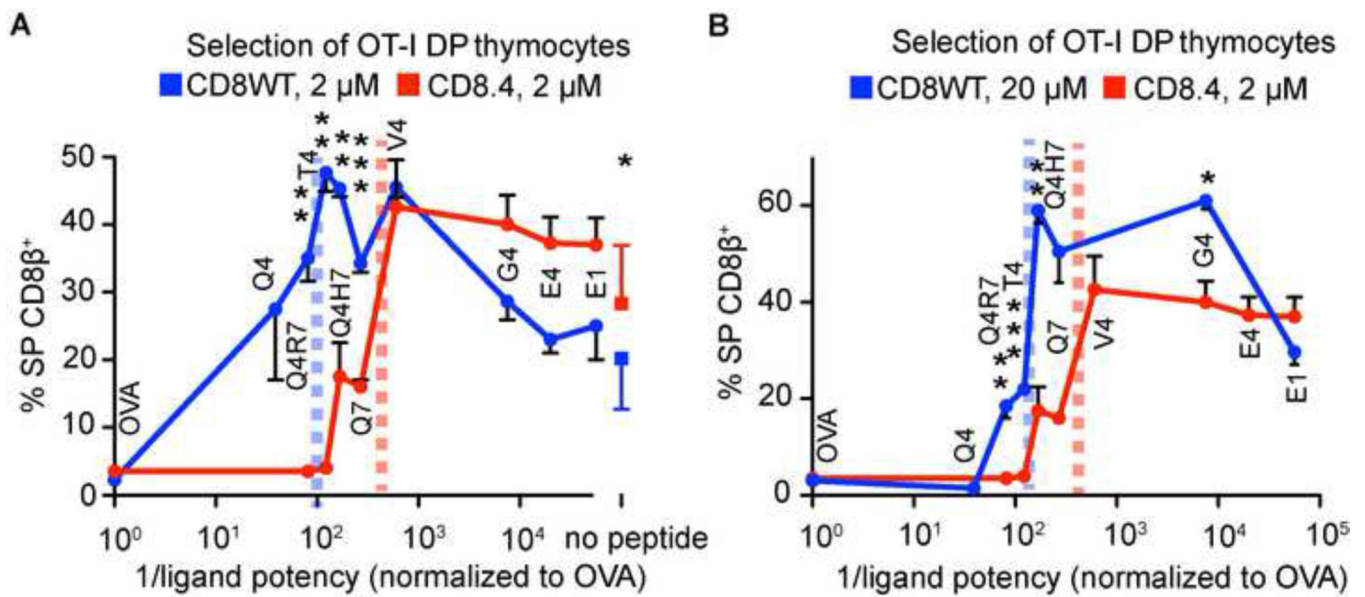 A
Selection of OT-I DP thymocytes
CD8WT, 2 µM CD8.4, 2 µM
% SP CD8β⁺
50
40
30
20
10
0
OVA
Q4
Q4R7
**
T4
**
Q4H7
**
Q7
***
V4
G4
E4
E1
*
10⁰ 10¹ 10² 10³ 10⁴ no peptide
1/ligand potency (normalized to OVA)
B
Selection of OT-I DP thymocytes
CD8WT, 20 µM CD8.4, 2 µM
% SP CD8β⁺
60
40
20
0
OVA
Q4
Q4R7
**
T4
***
Q4H7
**
Q7
V4
G4
*
E4
E1
10⁰ 10¹ 10² 10³ 10⁴ 10⁵
1/ligand potency (normalized to OVA)